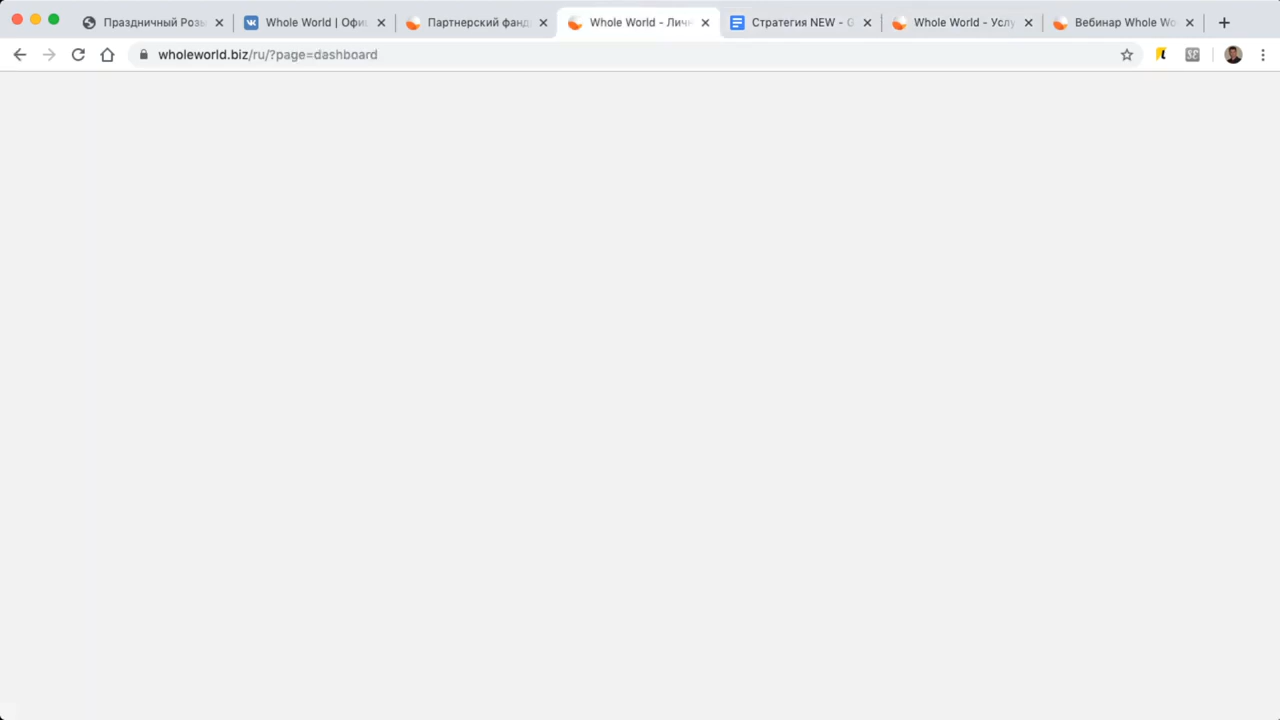 Праздничный Розы
Whole World | Офиц
Партнерский фанд
Whole World - Личн
Стратегия NEW - G
Whole World - Услу
Вебинар Whole Wo
wholeworld.biz/ru/?page=dashboard